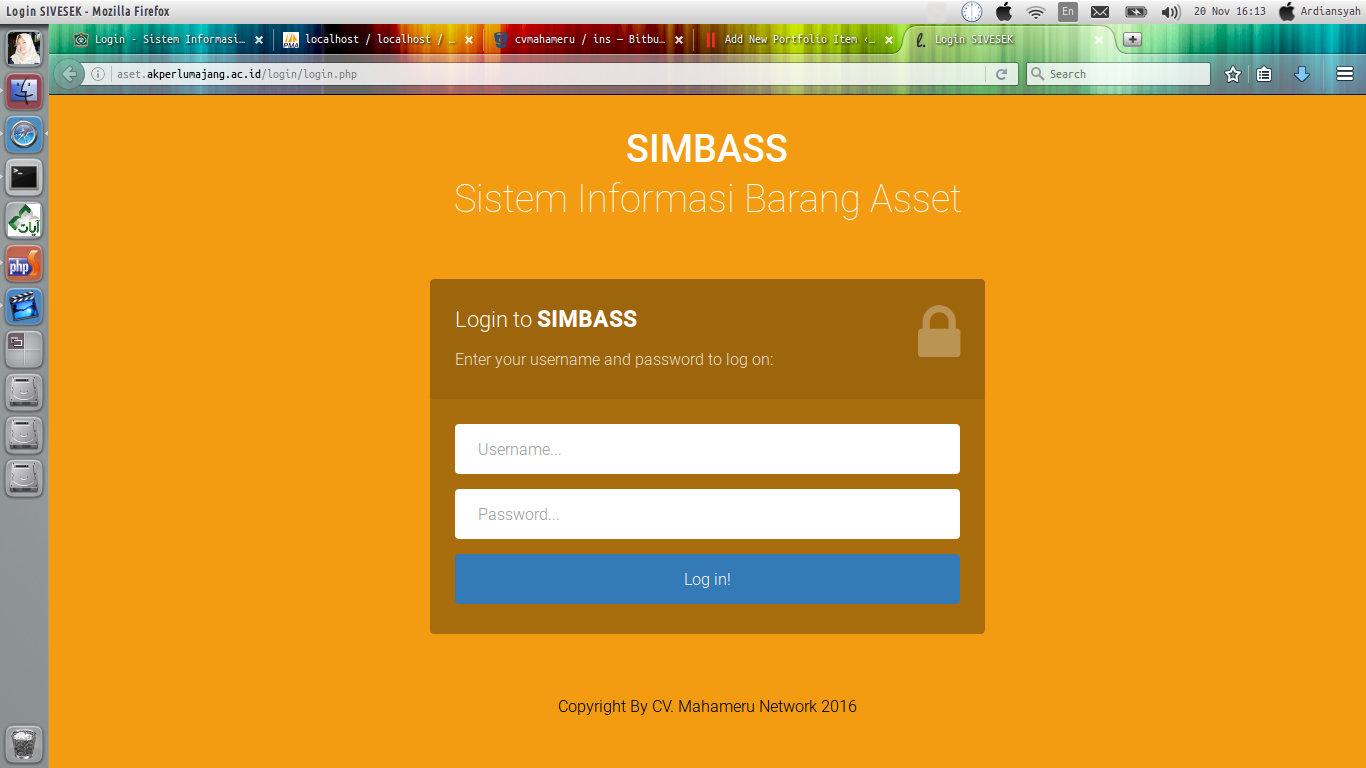 Login SIVESEK - Mozilla Firefox
En
20 Nov 16:13
Ardiansyah
Login - Sistem Informasi...
localhost / localhost / ...
cvmahameru / ins — Bitbu...
Add New Portfolio Item ‹...
Login SIVESEK
aset.akperlumajang.ac.id/login/login.php
Search
SIMBASS
Sistem Informasi Barang Asset
Login to SIMBASS
Enter your username and password to log on:
Username...
Password...
Log in!
Copyright By CV. Mahameru Network 2016
PMA
>_
آيات
php